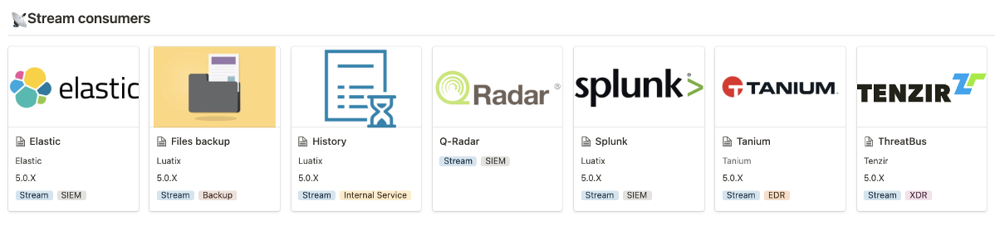 Stream consumers
elastic
Elastic
Elastic
5.0.X
Stream SIEM
Files backup
Luatix
5.0.X
Stream Backup
History
Luatix
5.0.X
Stream Internal Service
QRadar®
Q-Radar
Stream SIEM
splunk®>
Splunk
Luatix
5.0.X
Stream SIEM
TANIUM
Tanium
Tanium
5.0.X
Stream EDR
TENZIR
ThreatBus
Tenzir
5.0.X
Stream XDR